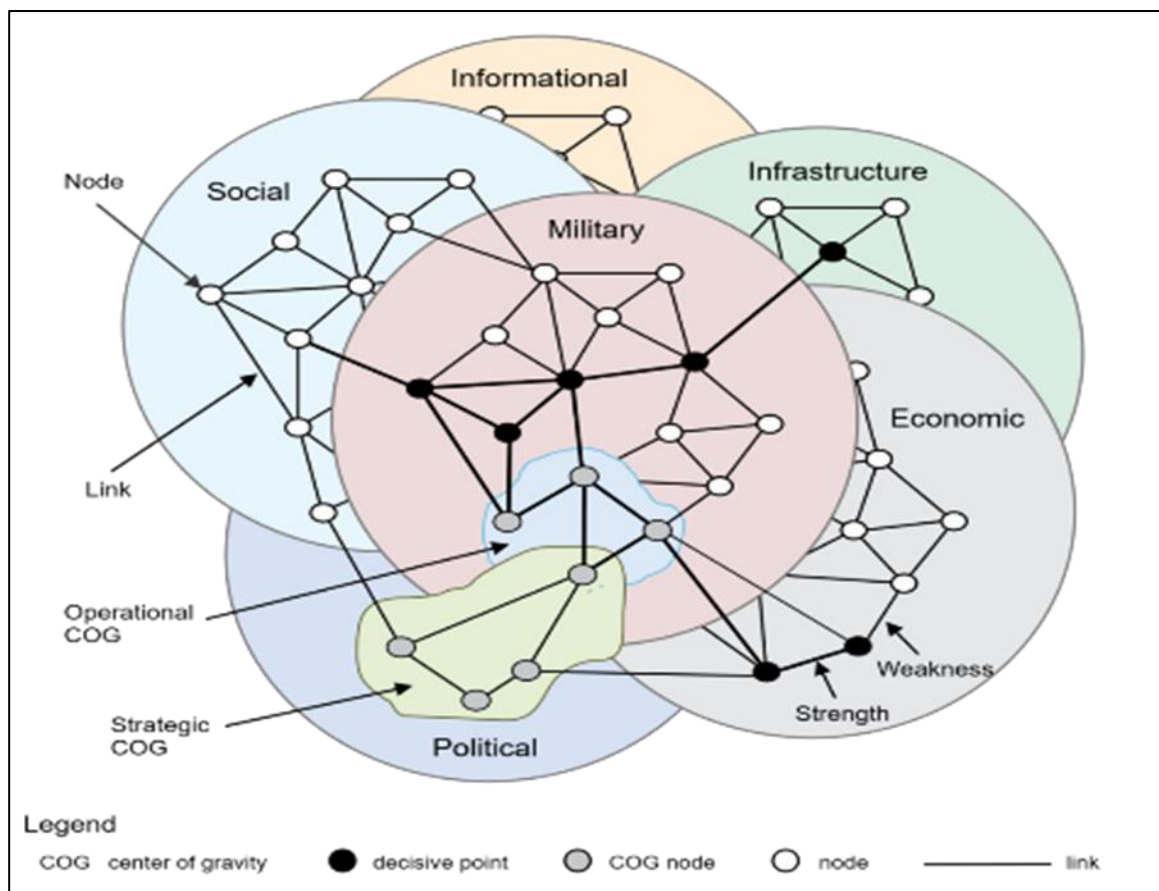 Informational
Infrastructure
Node
Social
Military
Economic
Link
Operational
COG
Weakness
Strength
Strategic
COG
Political
Legend
COG center of gravity decisive point COG node node link